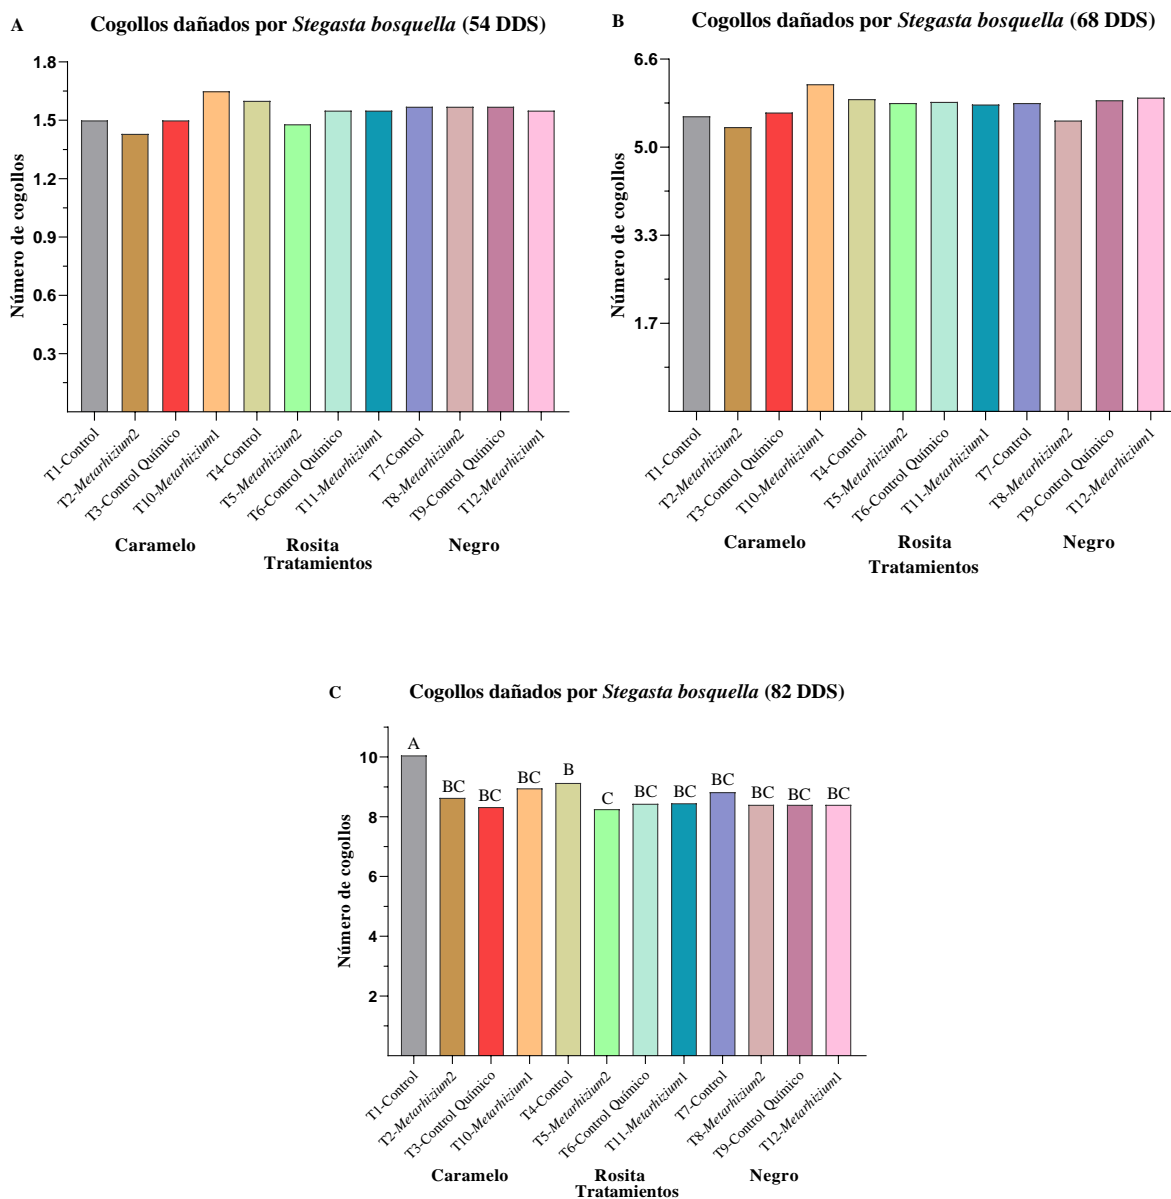 A
Cogollos dañados por Stegasta bosquella (54 DDS)
Número de cogollos
1.8
1.5
1.2
0.9
0.6
0.3
T1-Control
T2-Metarhizium2
T3-Control Químico
T10-Metarhizium1
T4-Control
T5-Metarhizium2
T6-Control Químico
T11-Metarhizium1
T7-Control
T8-Metarhizium2
T9-Control Químico
T12-Metarhizium1
Caramelo
Rosita
Negro
Tratamientos
B
Cogollos dañados por Stegasta bosquella (68 DDS)
Número de cogollos
6.6
5.0
3.3
1.7
T1-Control
T2-Metarhizium2
T3-Control Químico
T10-Metarhizium1
T4-Control
T5-Metarhizium2
T6-Control Químico
T11-Metarhizium1
T7-Control
T8-Metarhizium2
T9-Control Químico
T12-Metarhizium1
Caramelo
Rosita
Negro
Tratamientos
C
Cogollos dañados por Stegasta bosquella (82 DDS)
Número de cogollos
10
8
6
4
2
A
BC
BC
BC
B
C
BC
BC
BC
BC
BC
BC
T1-Control
T2-Metarhizium2
T3-Control Químico
T10-Metarhizium1
T4-Control
T5-Metarhizium2
T6-Control Químico
T11-Metarhizium1
T7-Control
T8-Metarhizium2
T9-Control Químico
T12-Metarhizium1
Caramelo
Rosita
Negro
Tratamientos